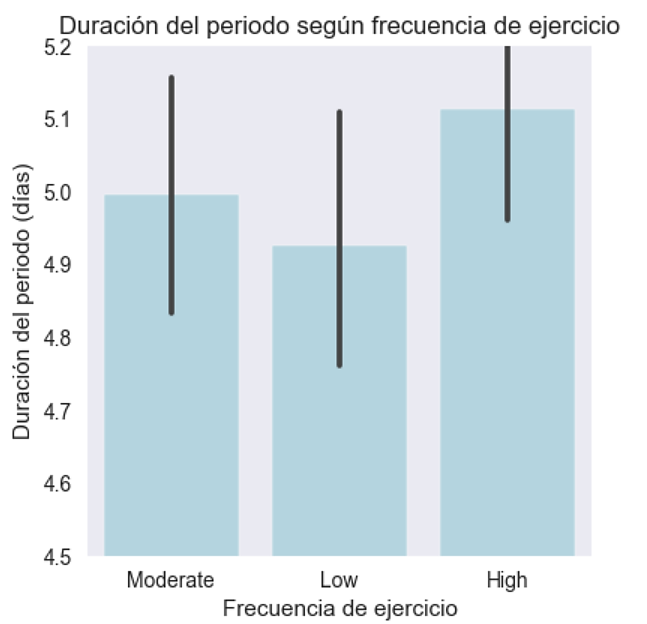 Duración del periodo según frecuencia de ejercicio
5.2
5.1
5.0
4.9
4.8
4.7
4.6
4.5
Duración del periodo (días)
Moderate Low High
Frecuencia de ejercicio